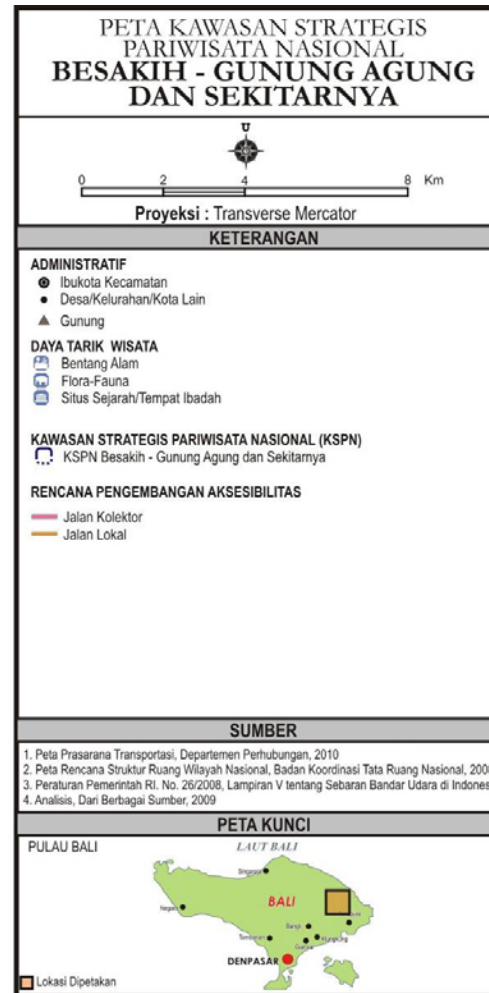 PETA KAWASAN STRATEGIS
PARIWISATA NASIONAL
BESAKIH - GUNUNG AGUNG
DAN SEKITARNYA
U
0 2 4 8 Km
Proyeksi : Transverse Mercator
KETERANGAN
ADMINISTRATIF
Ibukota Kecamatan
Desa/Kelurahan/Kota Lain
Gunung
DAYA TARIK WISATA
Bentang Alam
Flora-Fauna
Situs Sejarah/Tempat Ibadah
KAWASAN STRATEGIS PARIWISATA NASIONAL (KSPN)
KSPN Besakih - Gunung Agung dan Sekitarnya
RENCANA PENGEMBANGAN AKSESIBILITAS
Jalan Kolektor
Jalan Lokal
SUMBER
1. Peta Prasarana Transportasi, Departemen Perhubungan, 2010
2. Peta Rencana Struktur Ruang Wilayah Nasional, Badan Koordinasi Tata Ruang Nasional, 200
3. Peraturan Pemerintah RI. No. 26/2008, Lampiran V tentang Sebaran Bandar Udara di Indones
4. Analisis, Dari Berbagai Sumber, 2009
PETA KUNCI
PULAU BALI
LAUT BALI
BALI
Negara
Bangli
Tabanan
DENPASAR
Lokasi Dipetakan